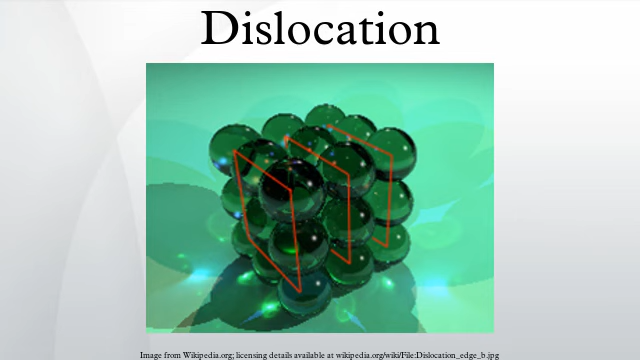 Dislocation
Image from Wikipedia.org; licensing details available at wikipedia.org/wiki/File:Dislocation_edge_b.jpg